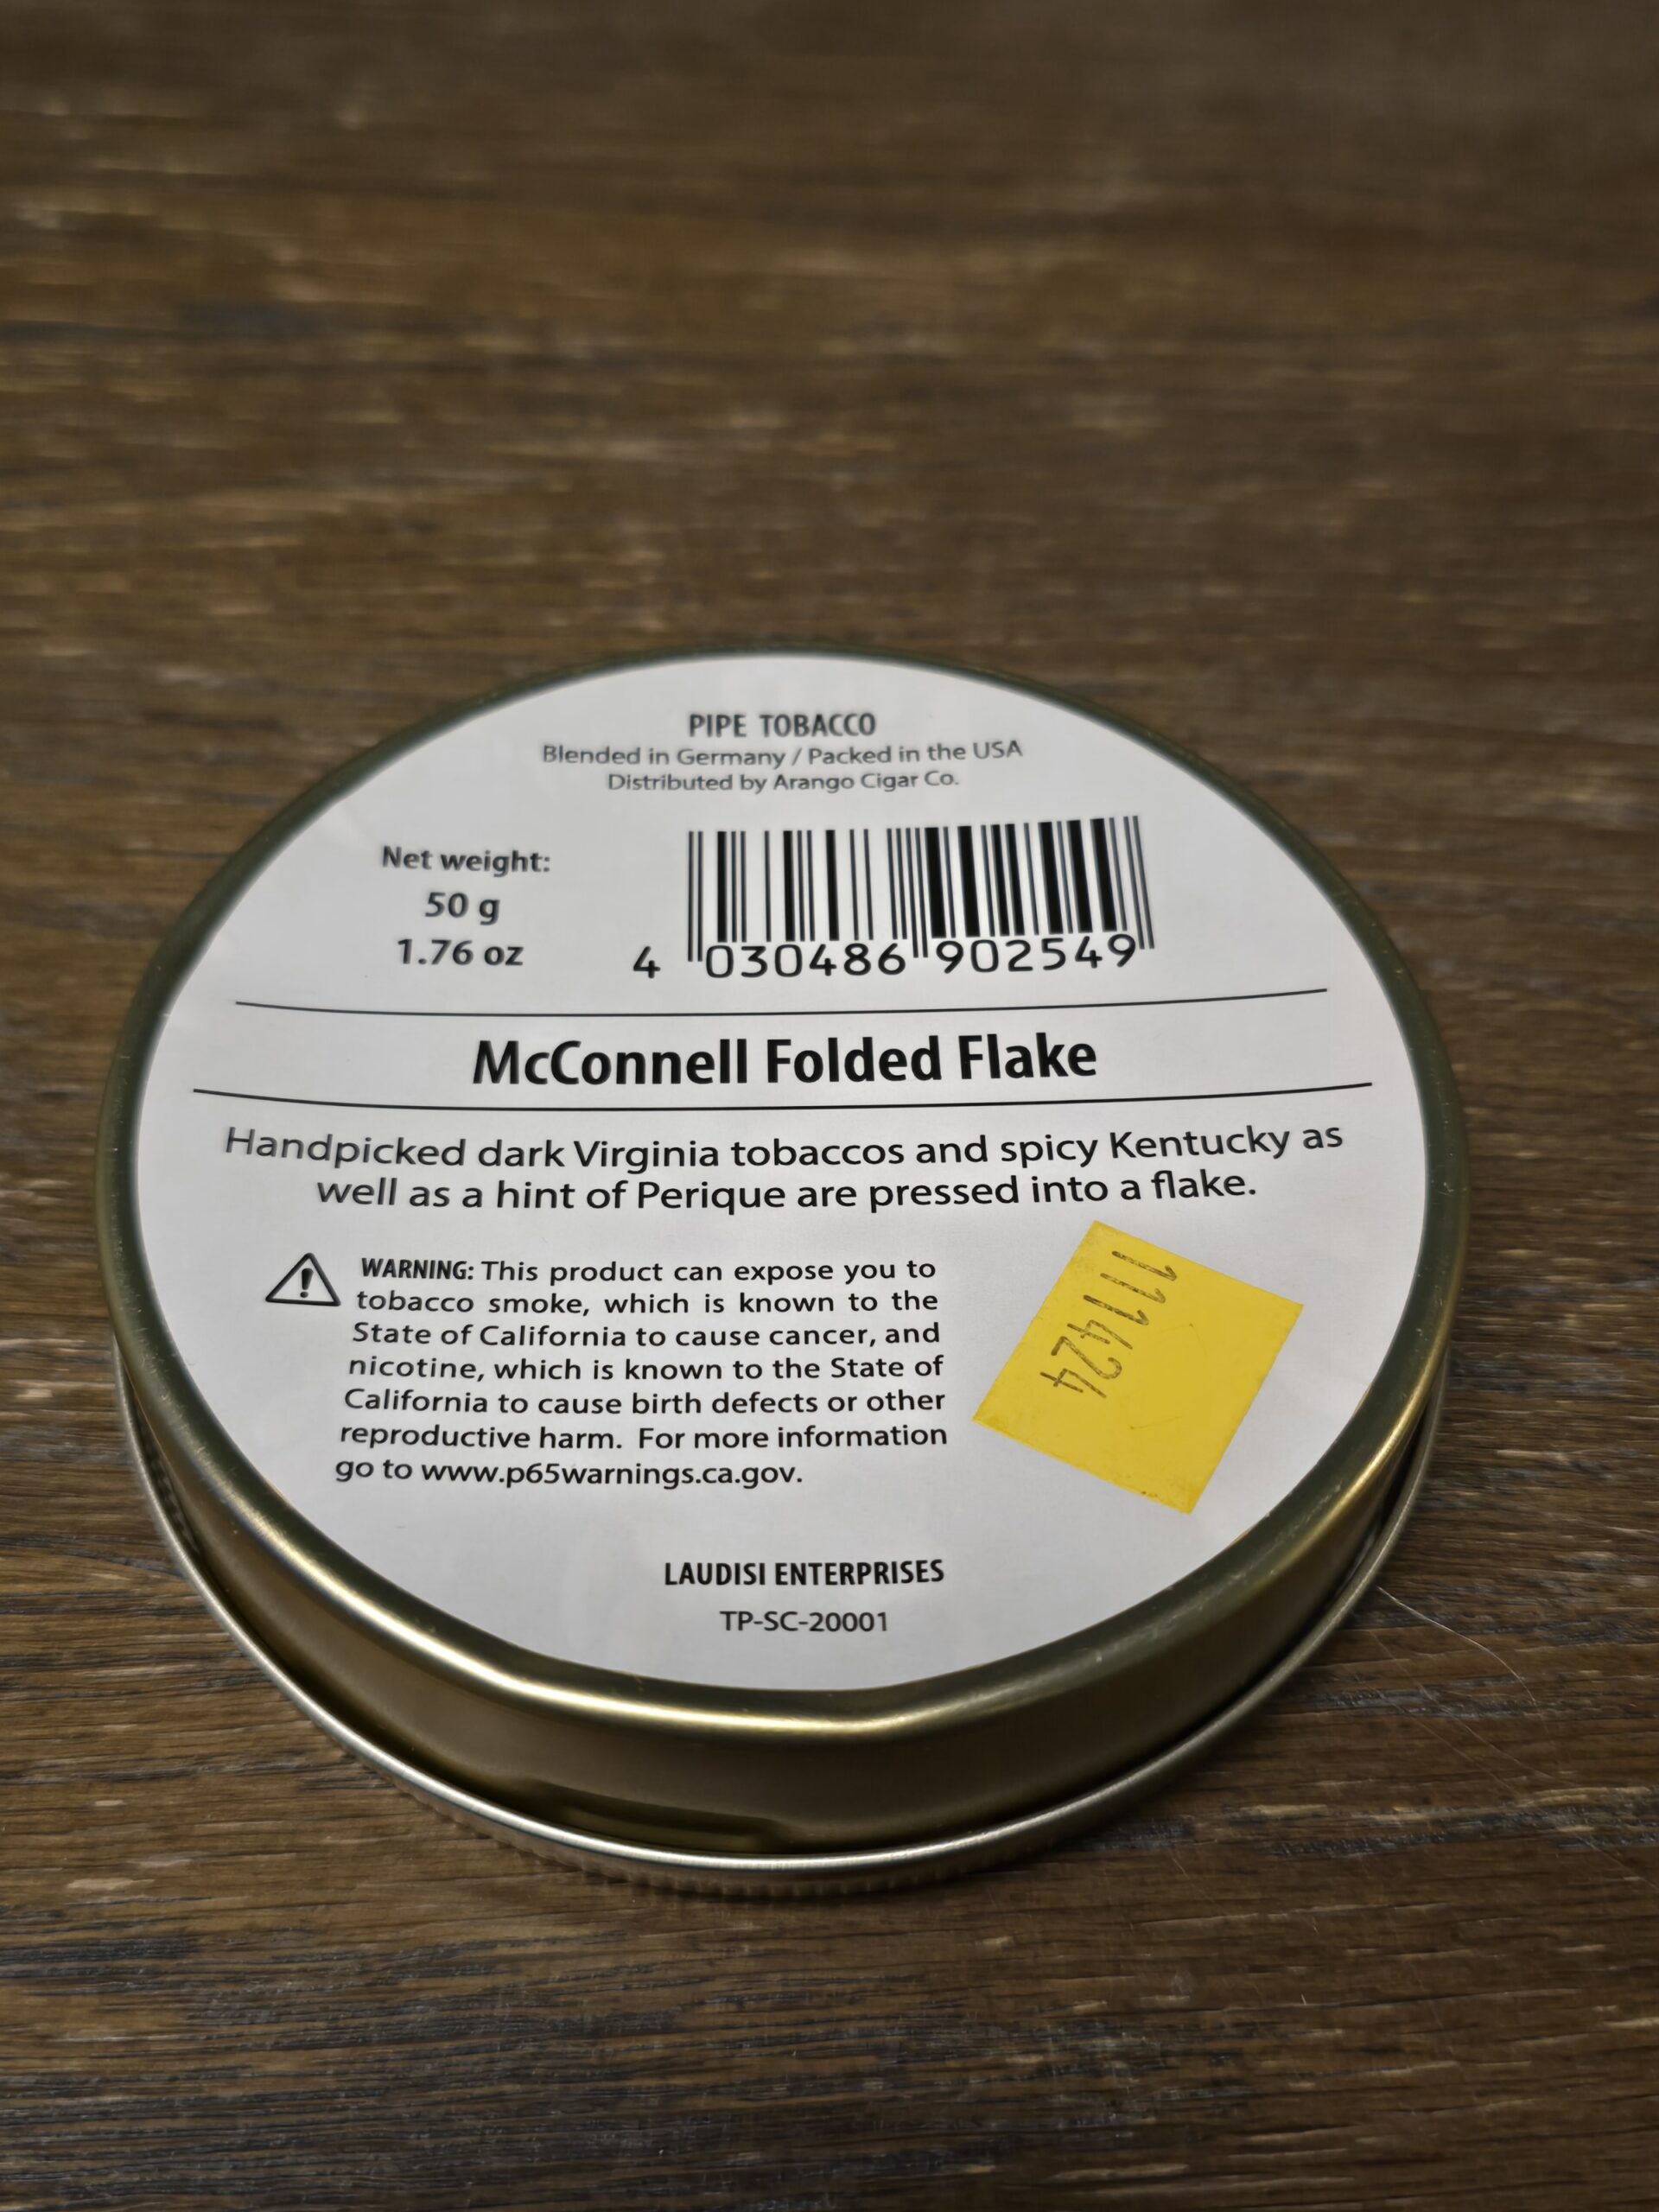 PIPE TOBACCO
Blended in Germany / Packed in the USA
Distributed by Arango Cigar Co.
Net weight:
50 g
1.76 oz
4 030486 902549
McConnell Folded Flake
Handpicked dark Virginia tobaccos and spicy Kentucky as
well as a hint of Perique are pressed into a flake.
WARNING: This product can expose you to
tobacco smoke, which is known to the
State of California to cause cancer, and
nicotine, which is known to the State of
California to cause birth defects or other
reproductive harm. For more information
go to www.p65warnings.ca.gov.
111424
LAUDISI ENTERPRISES
TP-SC-20001